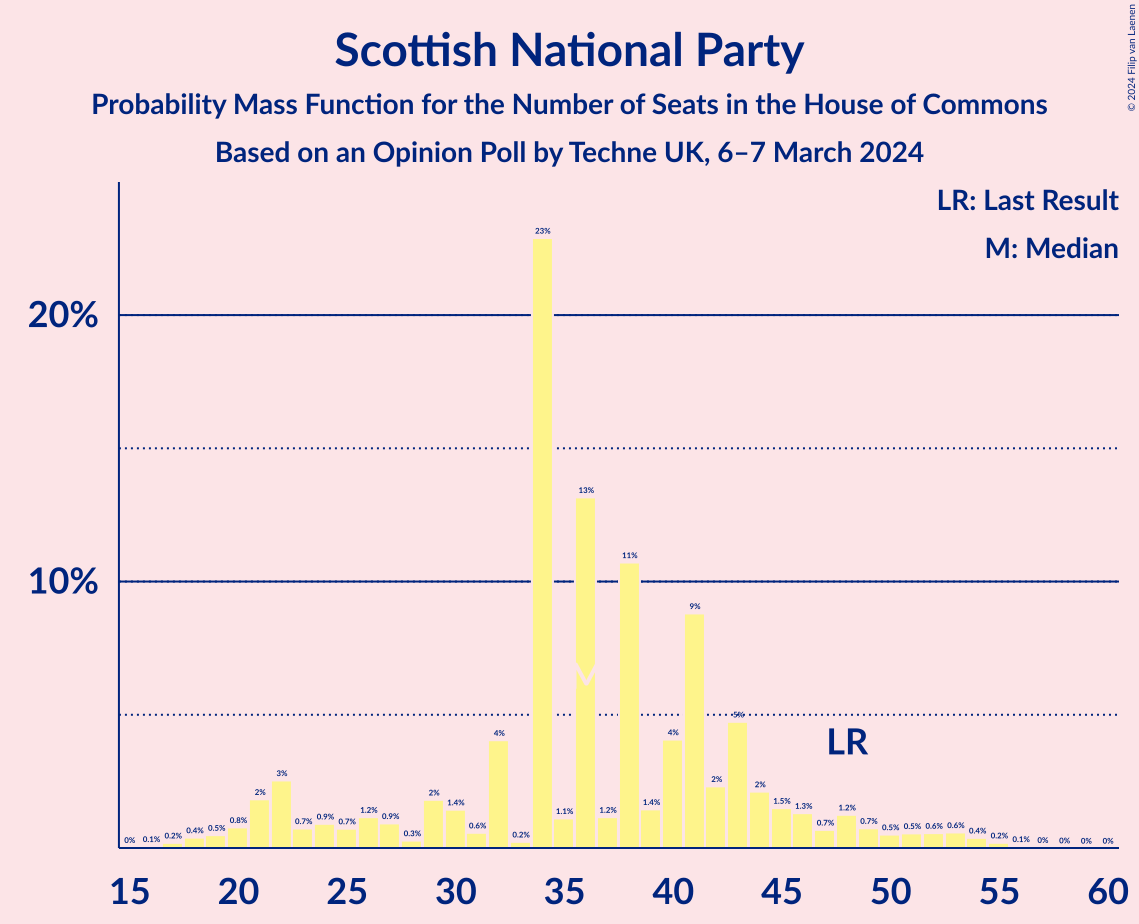 Scottish National Party
Probability Mass Function for the Number of Seats in the House of Commons
Based on an Opinion Poll by Techne UK, 6–7 March 2024
© 2024 Filip van Laenen
LR: Last Result
M: Median
20%
10%
0% 0.1% 0.2% 0.4% 0.5% 0.8% 2% 3% 0.7% 0.9% 0.7% 1.2% 0.9% 0.3% 2% 1.4% 0.6% 4% 0.2% 23% 1.1% 13% 1.2% 11% 1.4% 4% 9% 2% 5% 2% 1.5% 1.3% 0.7% 1.2% 0.7% 0.5% 0.5% 0.6% 0.6% 0.4% 0.2% 0.1% 0% 0% 0% 0%
LR
15 20 25 30 35 40 45 50 55 60